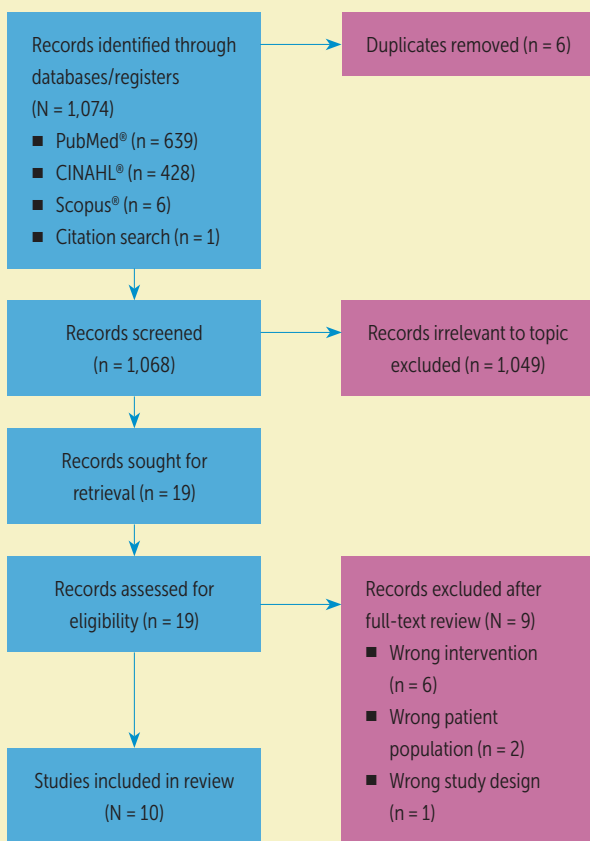 Records identified through
databases/registers
(N = 1,074)
■ PubMed® (n = 639)
■ CINAHL® (n = 428)
■ Scopus® (n = 6)
■ Citation search (n = 1)
Duplicates removed (n = 6)
Records screened
(n = 1,068)
Records irrelevant to topic
excluded (n = 1,049)
Records sought for
retrieval (n = 19)
Records assessed for
eligibility (n = 19)
Records excluded after
full-text review (N = 9)
■ Wrong intervention
(n = 6)
■ Wrong patient
population (n = 2)
■ Wrong study design
(n = 1)
Studies included in review
(N = 10)